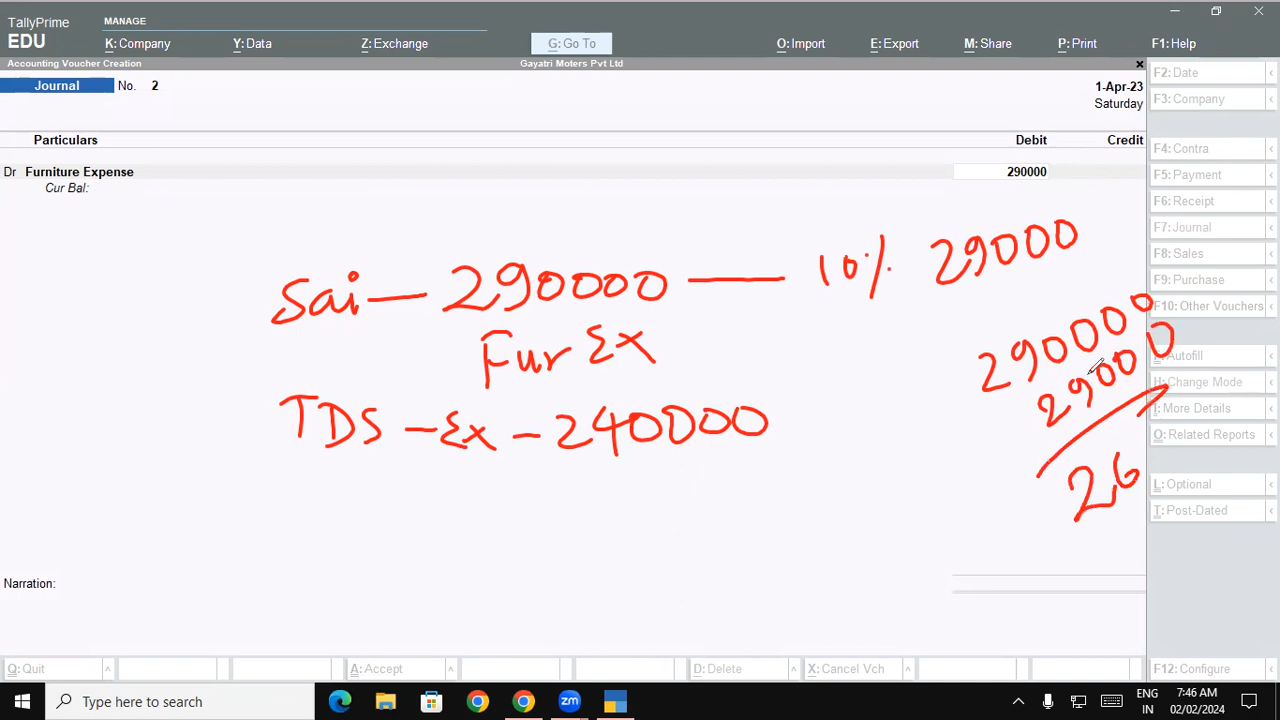 TallyPrime
EDU
MANAGE
K: Company
Y: Data
Z: Exchange
G: Go To
O: Import
E: Export
M: Share
P: Print
F1: Help
Accounting Voucher Creation
Gayatri Moters Pvt Ltd
Journal No. 2
1-Apr-23
Saturday
Particulars Debit Credit
Dr Furniture Expense 290000
Cur Bal:
Sai — 290000 — 10% 29000
Fur Ex
TDS - Ex - 240000
290000
29000
26
Narration:
F2: Date
F3: Company
F4: Contra
F5: Payment
F6: Receipt
F7: Journal
F8: Sales
F9: Purchase
F10: Other Vouchers
Autofill
H: Change Mode
I: More Details
O: Related Reports
L: Optional
T: Post-Dated
F12: Configure
Q: Quit
A: Accept
D: Delete
X: Cancel Vch
Type here to search
zm
ENG
IN
7:46 AM
02/02/2024